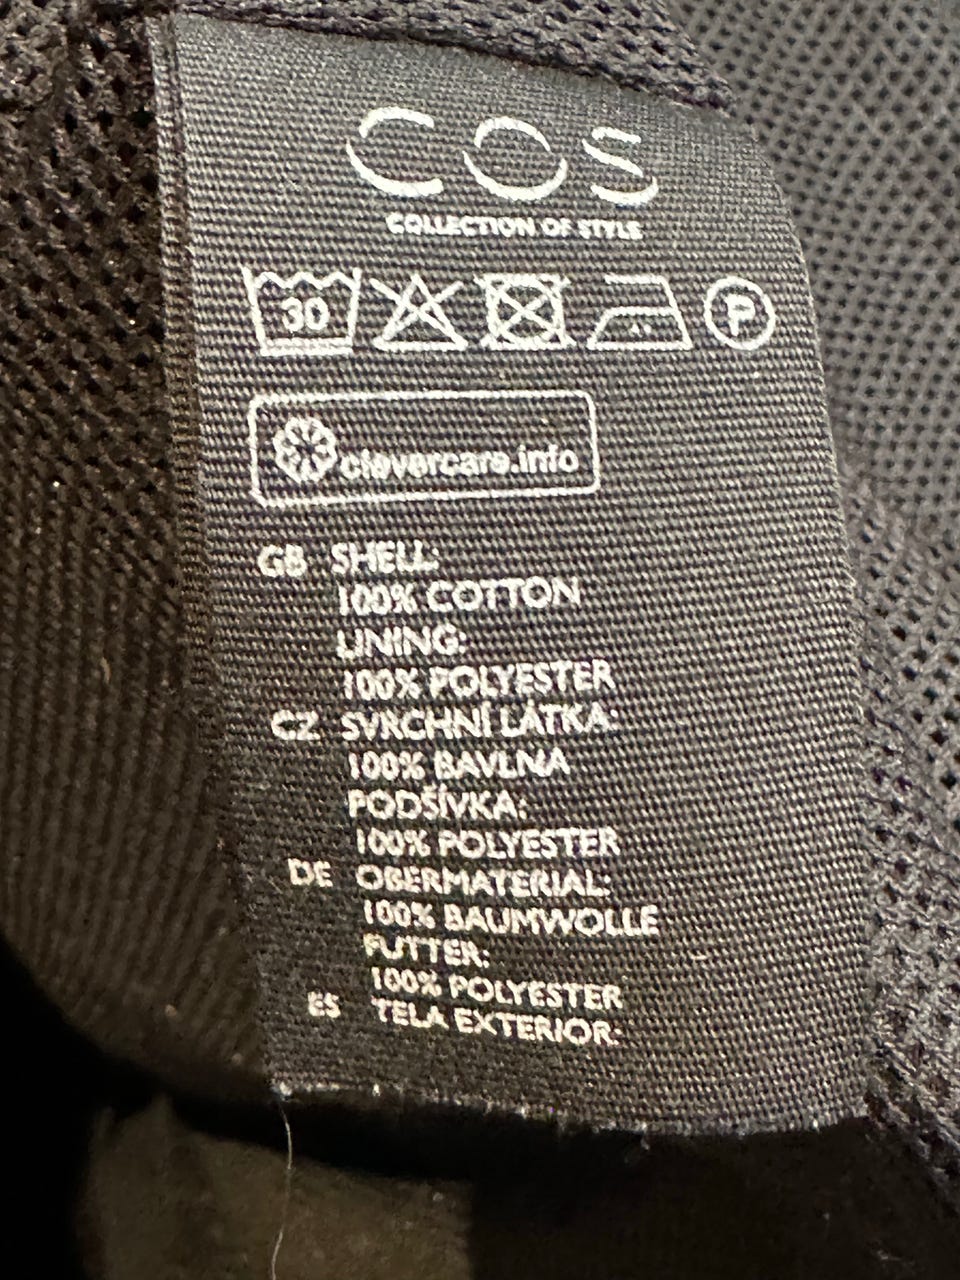 COS
COLLECTION OF STYLE
30 P
clevercare.info
GB SHELL:
100% COTTON
LINING:
100% POLYESTER
CZ SVRCHNÍ LÁTKA:
100% BAVLNA
PODŠÍVKA:
100% POLYESTER
DE OBERMATERIAL:
100% BAUMWOLLE
FUTTER:
100% POLYESTER
ES TELA EXTERIOR: